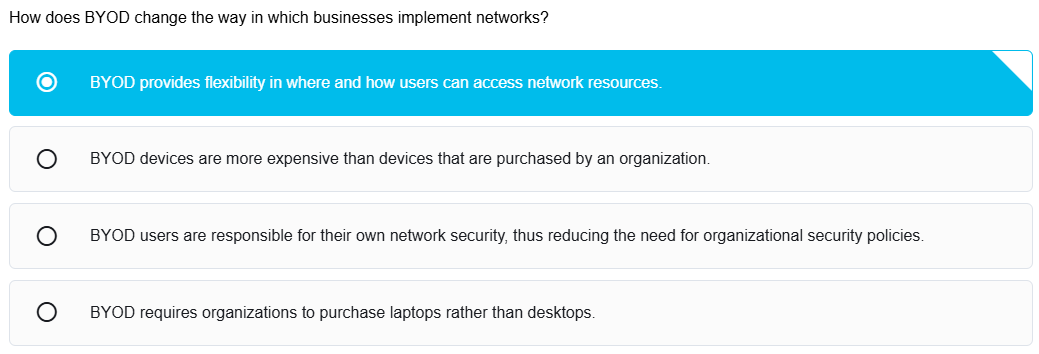 How does BYOD change the way in which businesses implement networks?
BYOD provides flexibility in where and how users can access network resources.
BYOD devices are more expensive than devices that are purchased by an organization.
BYOD users are responsible for their own network security, thus reducing the need for organizational security policies.
BYOD requires organizations to purchase laptops rather than desktops.